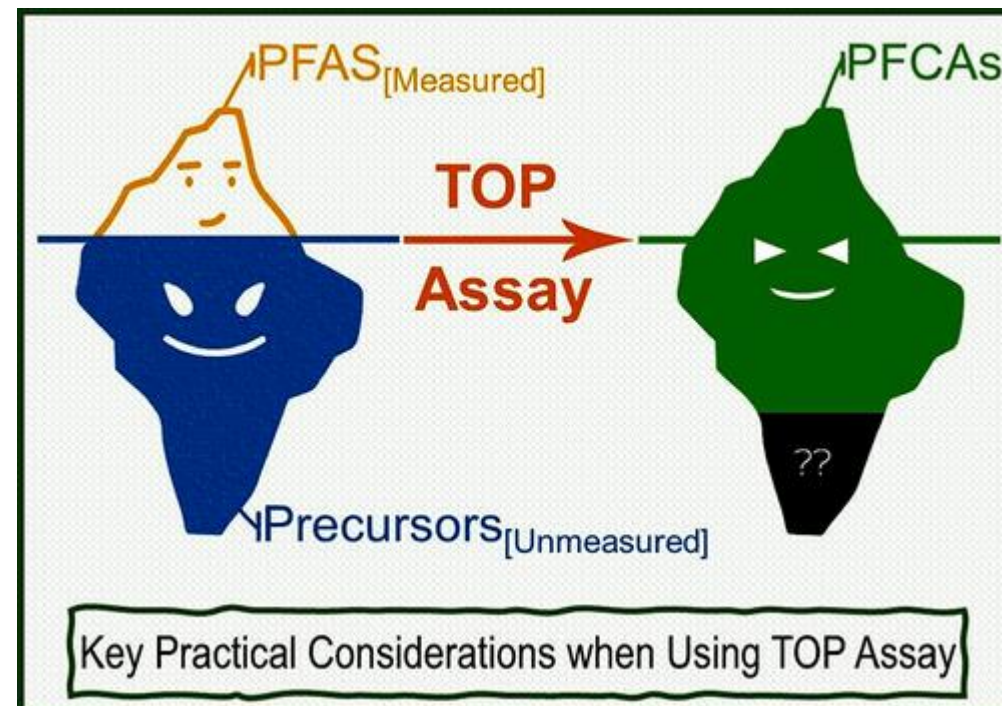 PFAS[Measured]
PFCAs
TOP
Assay
??
Precursors[Unmeasured]
Key Practical Considerations when Using TOP Assay